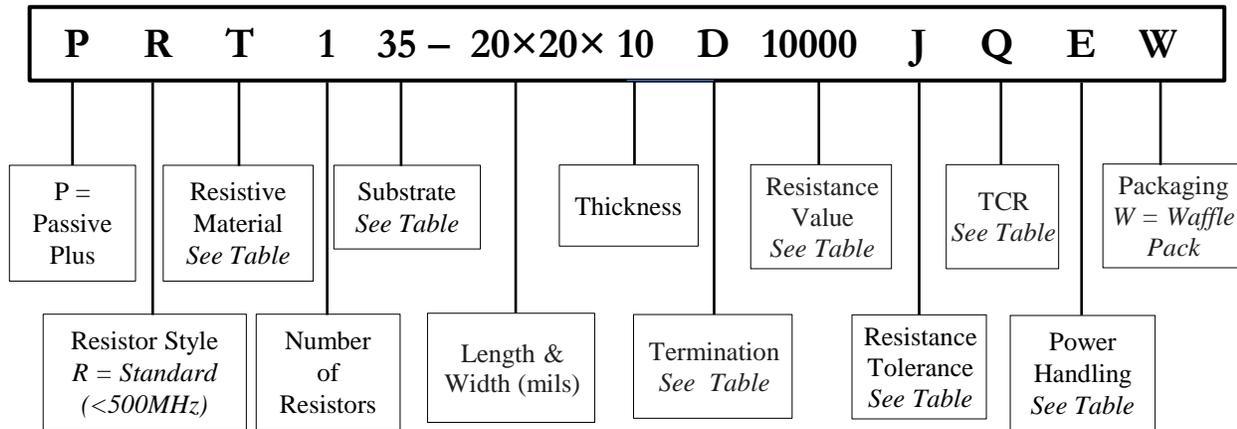 P R T 1 35 – 20×20× 10 D 10000 J Q E W
P =
Passive
Plus
Resistive
Material
See Table
Substrate
See Table
Thickness
Resistance
Value
See Table
TCR
See Table
Packaging
W = Waffle
Pack
Resistor Style
R = Standard
(<500MHz)
Number
of
Resistors
Length &
Width (mils)
Termination
See Table
Resistance
Tolerance
See Table
Power
Handling
See Table